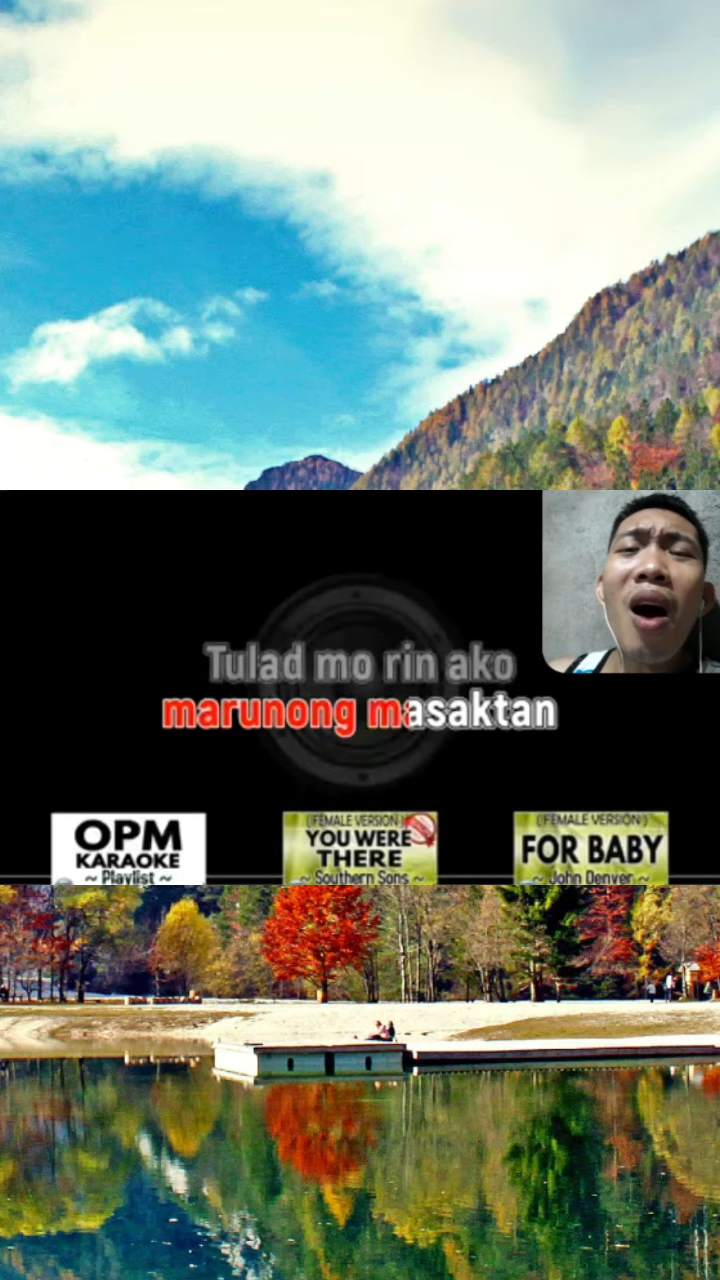 Tulad mo rin ako
marunong masaktan
OPM
KARAOKE
~ Playlist ~
(FEMALE VERSION)
YOU WERE
THERE
~ Southern Sons ~
(FEMALE VERSION)
FOR BABY
~ John Denver ~